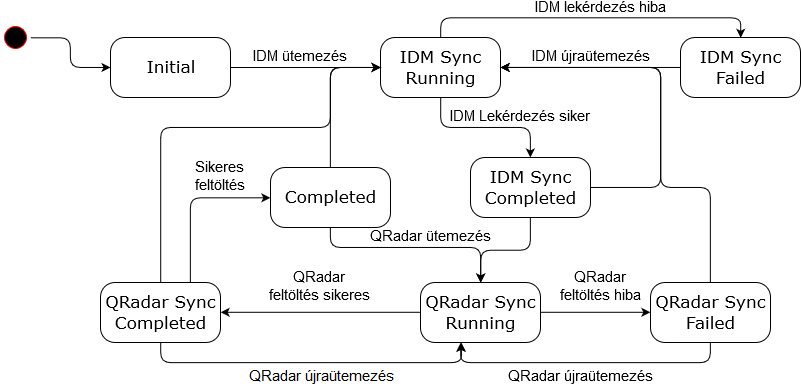 IDM lekérdezés hiba
Initial
IDM ütemezés
IDM Sync
Running
IDM újraütemezés
IDM Sync
Failed
IDM Lekérdezés siker
Sikeres
feltöltés
Completed
IDM Sync
Completed
QRadar ütemezés
QRadar Sync
Completed
QRadar
feltöltés sikeres
QRadar Sync
Running
QRadar
feltöltés hiba
QRadar Sync
Failed
QRadar újraütemezés
QRadar újraütemezés